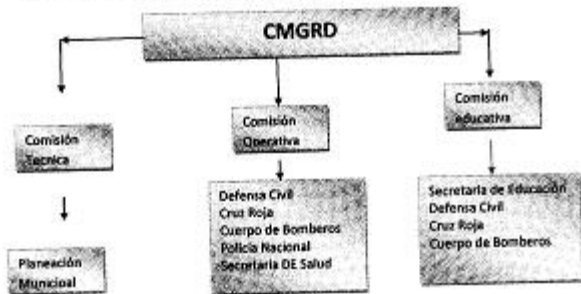 CMGRD
Comisión
Tecnica
Comisión
Operativa
Comisión
educativa
Planeación
Municipal
Defensa Civil
Cruz Roja
Cuerpo de Bomberos
Policia Nacional
Secretaria DE Salud
Secretaria de Educación
Defensa Civil
Cruz Roja
Cuerpo de Bomberos